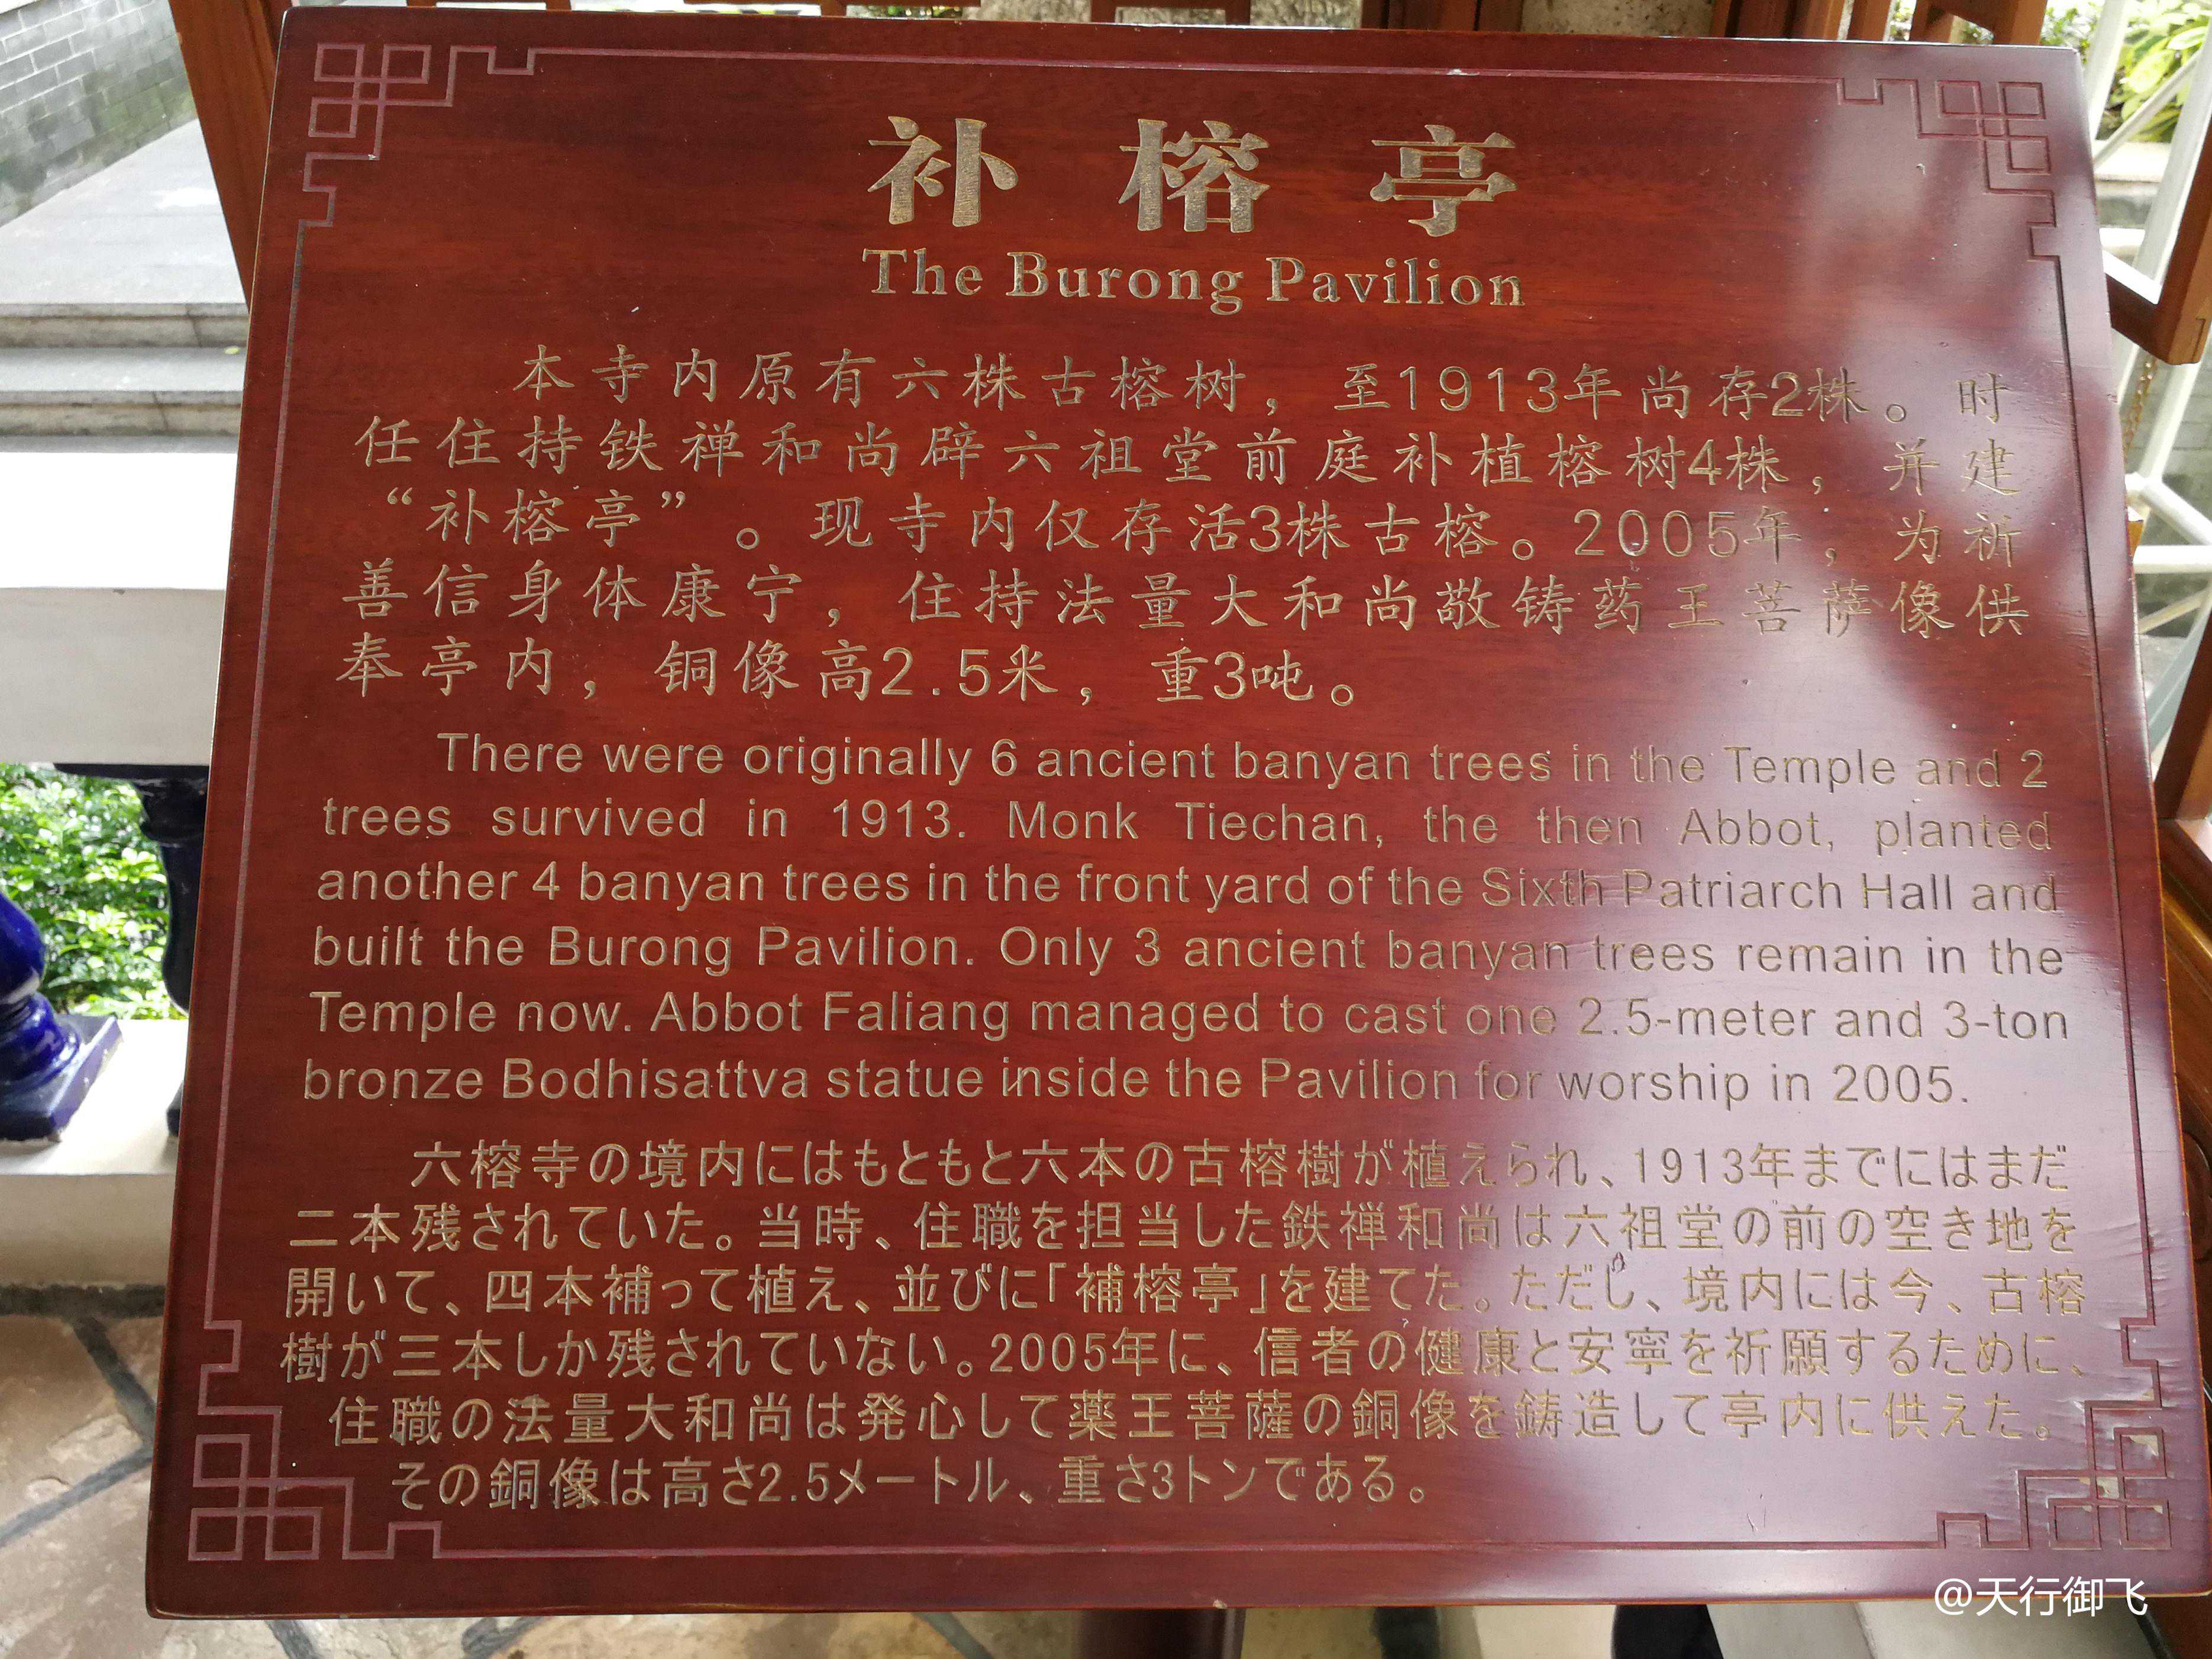 补榕亭
The Burong Pavilion
本寺内原有六株古榕树，至1913年尚存2株。时
任住持铁禅和尚辟六祖堂前庭补植榕树4株，并建
“补榕亭”。现寺内仅存活3株古榕。2005年，为祈
善信身体康宁，住持法量大和尚敬铸药王菩萨像供
奉亭内，铜像高2.5米，重3吨。
There were originally 6 ancient banyan trees in the Temple and 2
trees survived in 1913. Monk Tiechan, the then Abbot, planted
another 4 banyan trees in the front yard of the Sixth Patriarch Hall and
built the Burong Pavilion. Only 3 ancient banyan trees remain in the
Temple now. Abbot Faliang managed to cast one 2.5-meter and 3-ton
bronze Bodhisattva statue inside the Pavilion for worship in 2005.
六榕寺の境内にはもともと六本の古榕樹が植えられ、1913年までにはまだ
二本残されていた。当時、住職を担当した鉄禅和尚は六祖堂の前の空き地を
開いて、四本補って植え、並びに「補榕亭」を建てた。ただし、境内には今、古榕
樹が三本しか残されていない。2005年に、信者の健康と安寧を祈願するために、
住職の法量大和尚は発心して薬王菩薩の銅像を鋳造して亭内に供えた。
その銅像は高さ2.5メートル、重さ3トンである。
@天行御飞